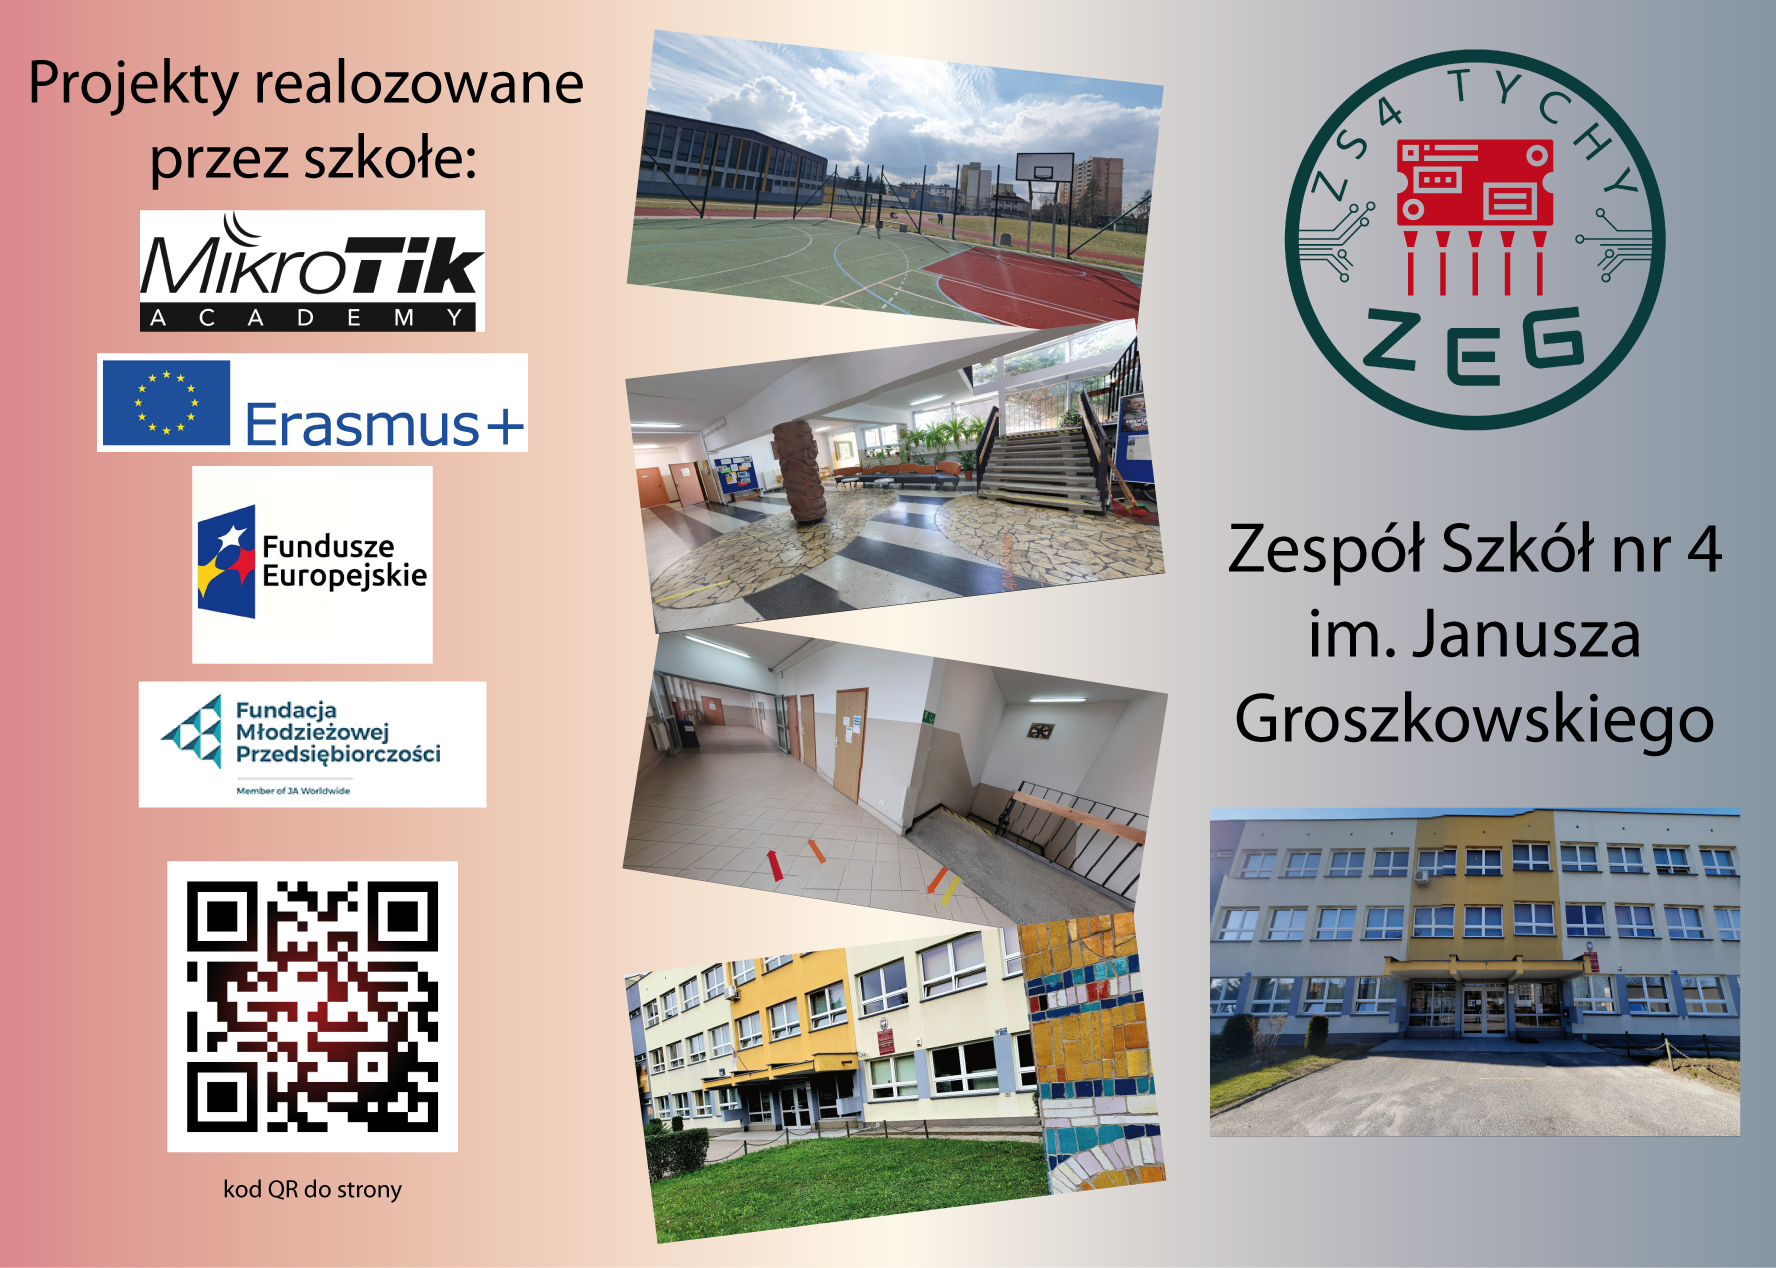 Projekty realozowane
przez szkołe:
MikroTik
ACADEMY
Erasmus+
Fundusze
Europejskie
Fundacja
Młodzieżowej
Przedsiębiorczości
Member of JA Worldwide
kod QR do strony
ZS4 TYCHY
ZEG
Zespół Szkół nr 4
im. Janusza
Groszkowskiego